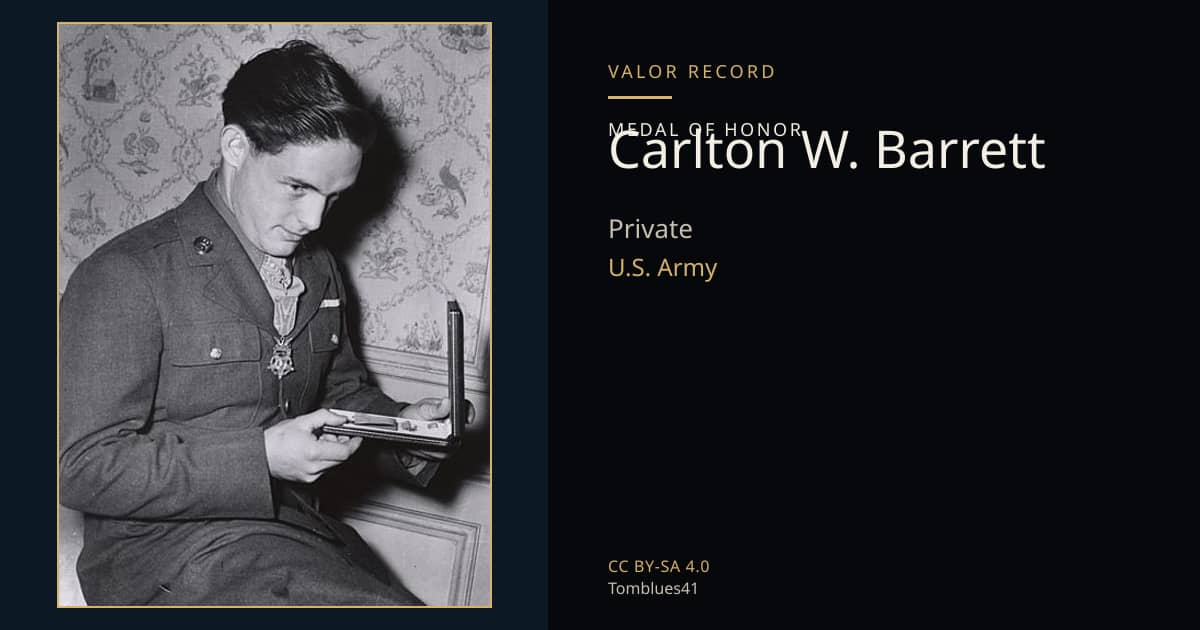 VALOR RECORD
MEDAL OF HONOR
Carlton W. Barrett
Private
U.S. Army
CC BY-SA 4.0
Tomblues41